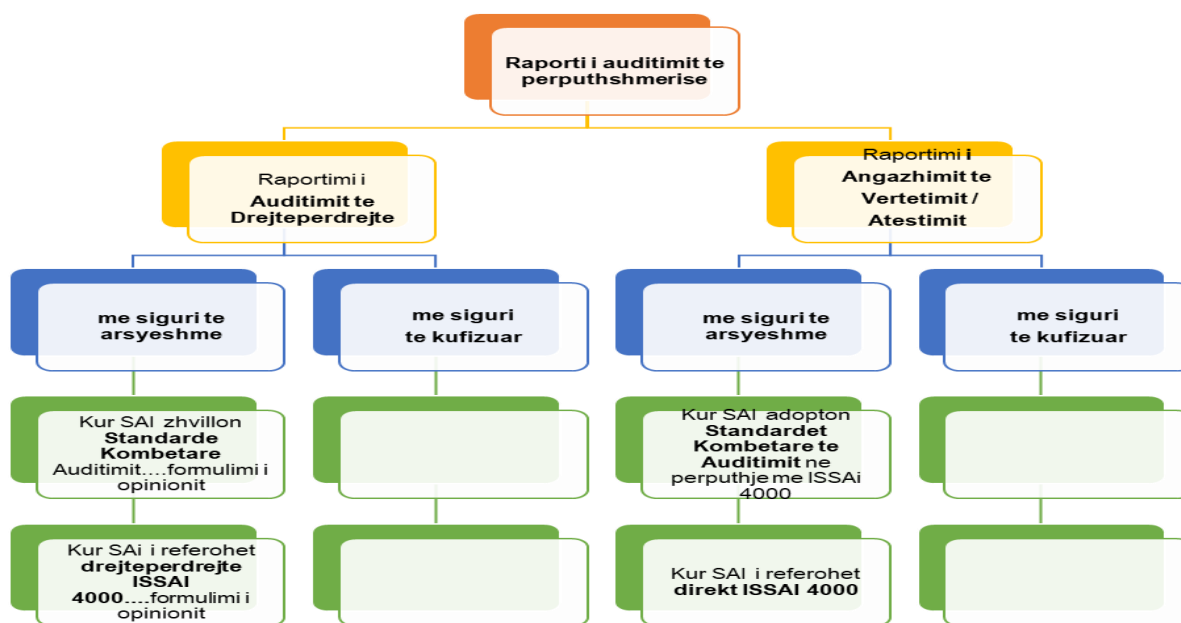 Raporti i auditimit te
perputhshmerise
Raportimi i
Auditimit te
Drejteperdrejte
Raportimi i
Angazhimit te
Vertetimit /
Atestimit
me siguri te
arsyeshme
me siguri
te kufizuar
me siguri te
arsyeshme
me siguri
te kufizuar
Kur SAI zhvillon
Standarde
Kombetare
Auditimit....formulimi i
opinionit
Kur SAI adopton
Standardet
Kombetare te
Auditimit ne
perputhje me ISSAi
4000
Kur SAi i referohet
drejteperdrejte
ISSAI
4000....formulimi i
opinionit
Kur SAI i referohet
direkt ISSAI 4000